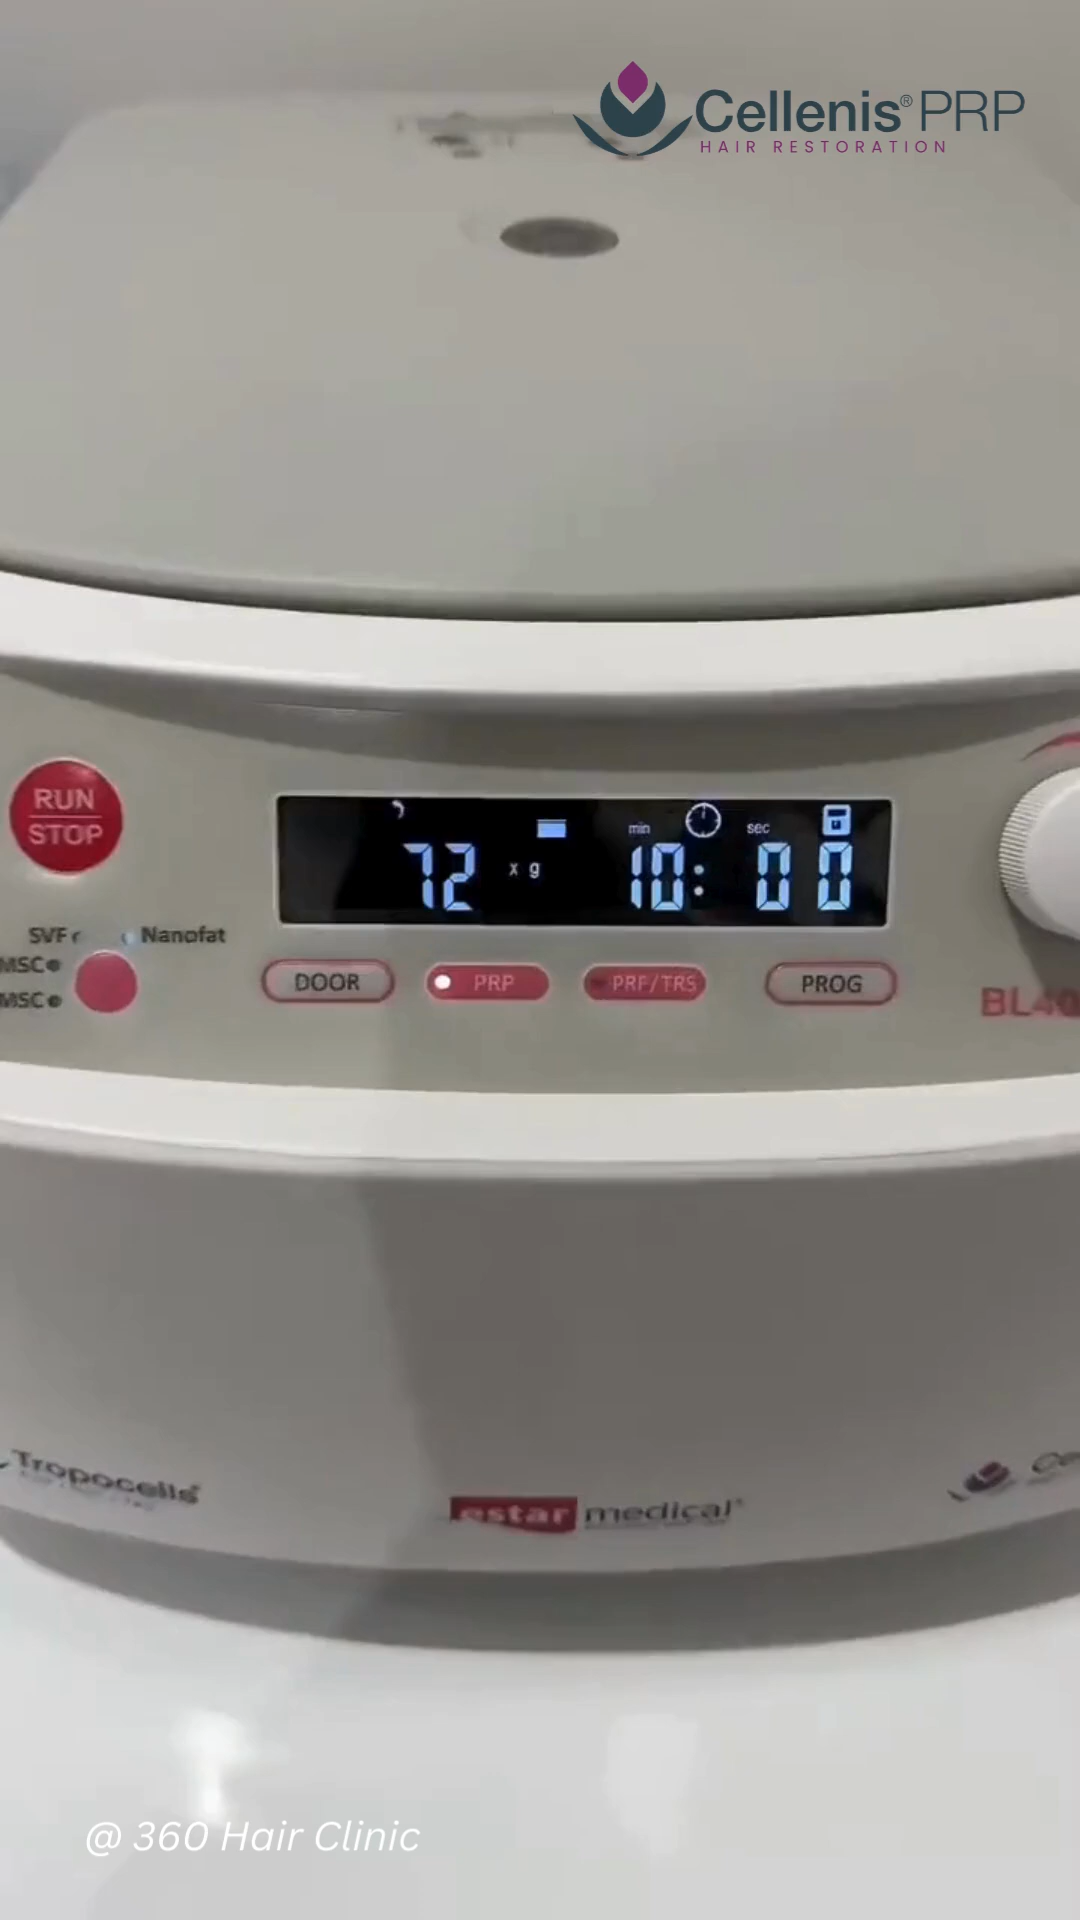 Cellenis® PRP
HAIR RESTORATION
RUN
STOP
min sec
72 x g 10:00
SVF Nanofat
MSC
MSC
DOOR PRP PRF/TRS PROG
BL40
Tropocells®
estar medical®
@ 360 Hair Clinic